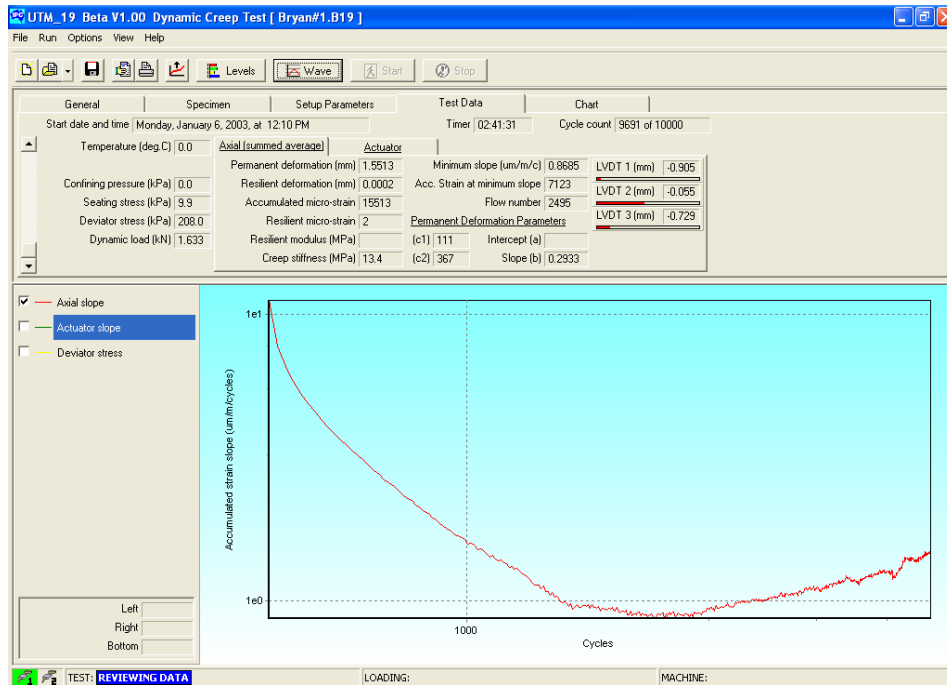 UTM_19 Beta V1.00 Dynamic Creep Test [ Bryan#1.B19 ]
File Run Options View Help
Levels Wave Start Stop
General Specimen Setup Parameters Test Data Chart
Start date and time Monday, January 6, 2003, at 12:10 PM Timer 02:41:31 Cycle count 9691 of 10000
Temperature (deg.C) 0.0 Axial (summed average) Actuator
Permanent deformation (mm) 1.5513 Minimum slope (um/m/c) 0.8685 LVDT 1 (mm) -0.905
Confining pressure (kPa) 0.0 Resilient deformation (mm) 0.0002 Acc. Strain at minimum slope 7123 LVDT 2 (mm) -0.055
Seating stress (kPa) 9.9 Accumulated micro-strain 15513 Flow number 2495 LVDT 3 (mm) -0.729
Deviator stress (kPa) 208.0 Resilient micro-strain 2 Permanent Deformation Parameters
Dynamic load (kN) 1.633 Resilient modulus (MPa) (c1) 111 Intercept (a)
Creep stiffness (MPa) 13.4 (c2) 367 Slope (b) 0.2933
Axial slope
Actuator slope
Deviator stress
Left
Right
Bottom
Accumulated strain slope (um/m/cycles)
1e1
1e0
1000
Cycles
1 2 TEST: REVIEWING DATA LOADING: MACHINE: